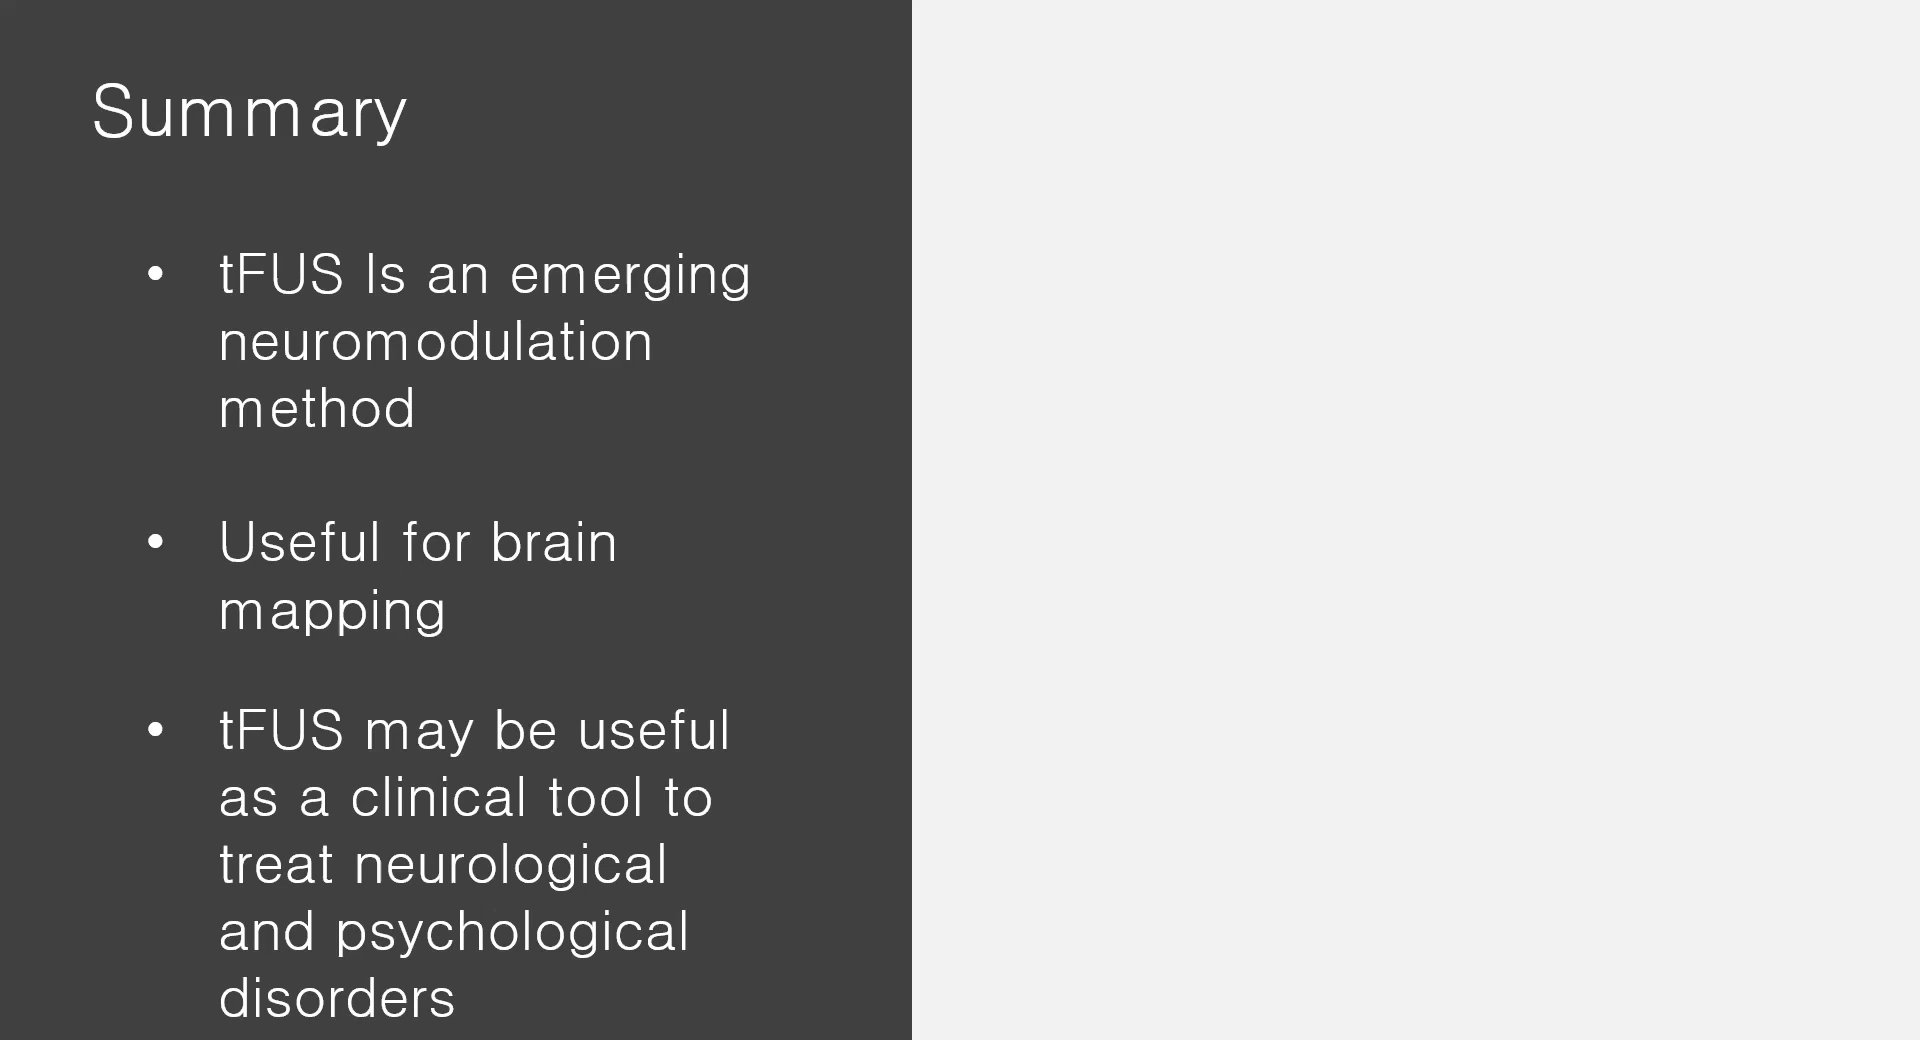 Summary
• tFUS Is an emerging
neuromodulation
method
• Useful for brain
mapping
• tFUS may be useful
as a clinical tool to
treat neurological
and psychological
disorders